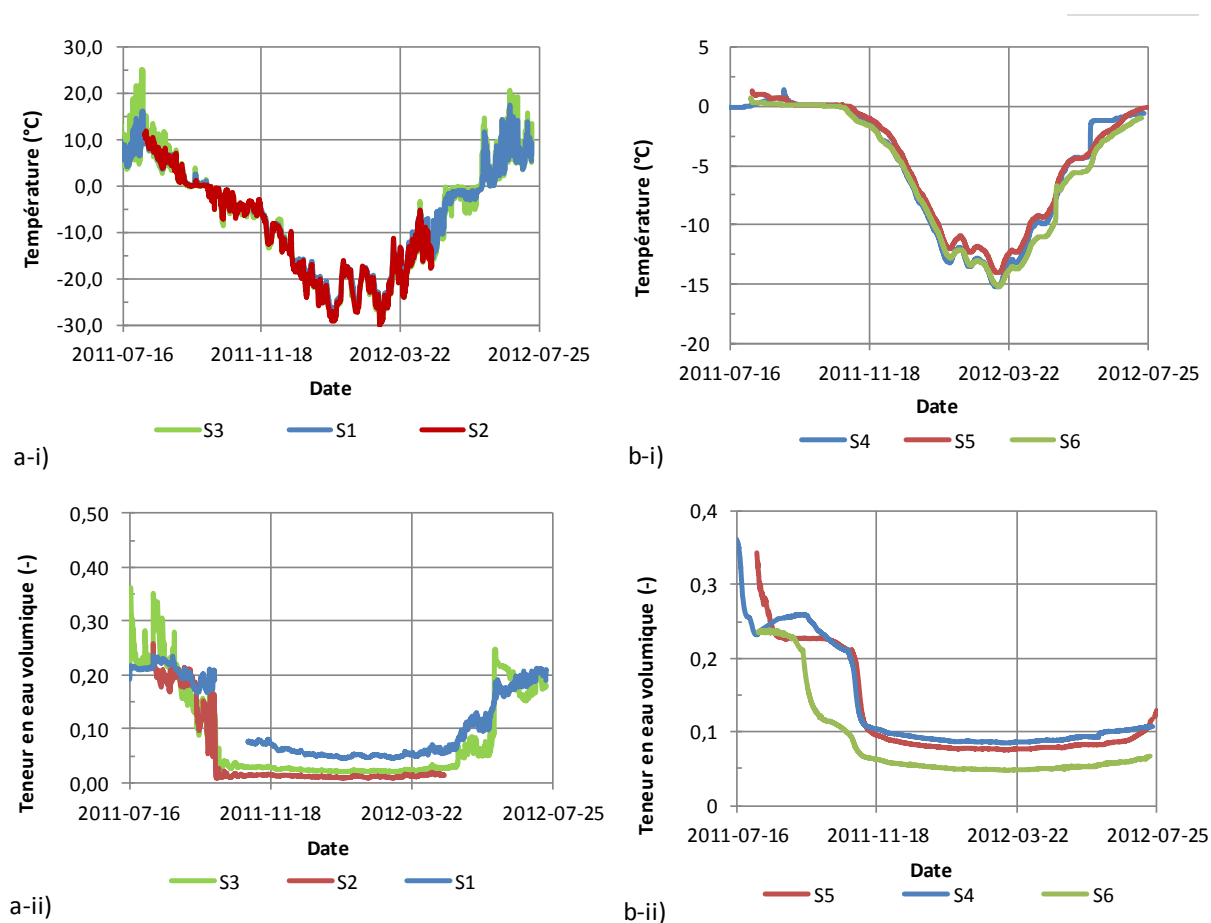 30,0
20,0
10,0
0,0
-10,0
-20,0
-30,0
Température (°C)
2011-07-16 2011-11-18 2012-03-22 2012-07-25
Date
S3 S1 S2
a-i)
5
0
-5
-10
-15
-20
Température (°C)
2011-07-16 2011-11-18 2012-03-22 2012-07-25
Date
S4 S5 S6
b-i)
0,50
0,40
0,30
0,20
0,10
0,00
Teneur en eau volumique (-)
2011-07-16 2011-11-18 2012-03-22 2012-07-25
Date
S3 S2 S1
a-ii)
0,4
0,3
0,2
0,1
0
Teneur en eau volumique (-)
2011-07-16 2011-11-18 2012-03-22 2012-07-25
Date
S5 S4 S6
b-ii)